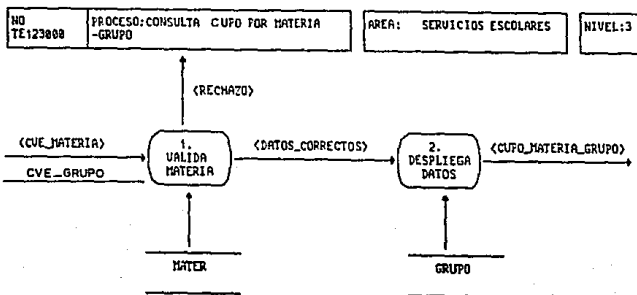 NO
TE123000
PROCESO:CONSULTA CUPO POR MATERIA
-GRUPO
AREA: SERVICIOS ESCOLARES
NIVEL:3
<RECHAZO>
<CVE_MATERIA>
CVE_GRUPO
1.
VALIDA
MATERIA
<DATOS_CORRECTOS>
2.
DESPLIEGA
DATOS
<CUPO_MATERIA_GRUPO>
MATER
GRUPO